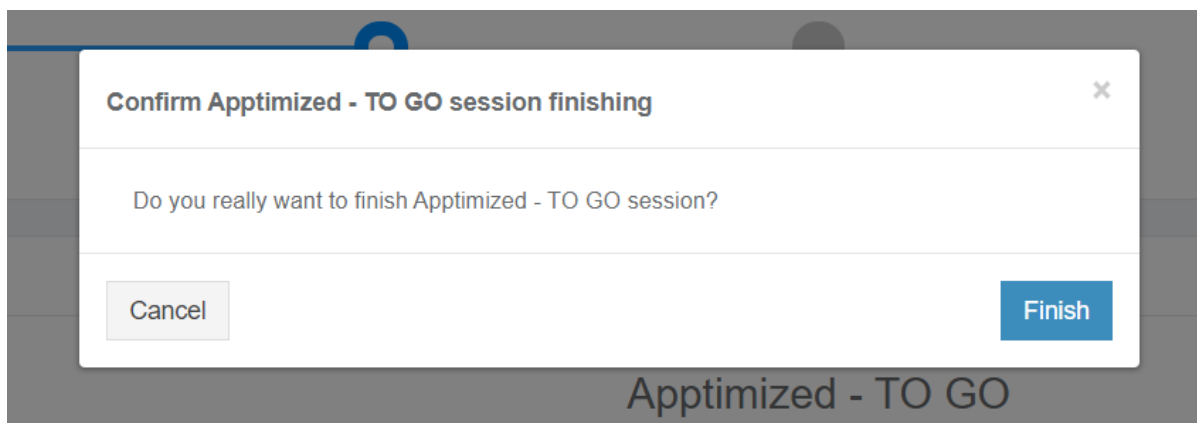 Confirm Apptimized - TO GO session finishing
×
Do you really want to finish Apptimized - TO GO session?
Cancel
Finish
Apptimized - TO GO